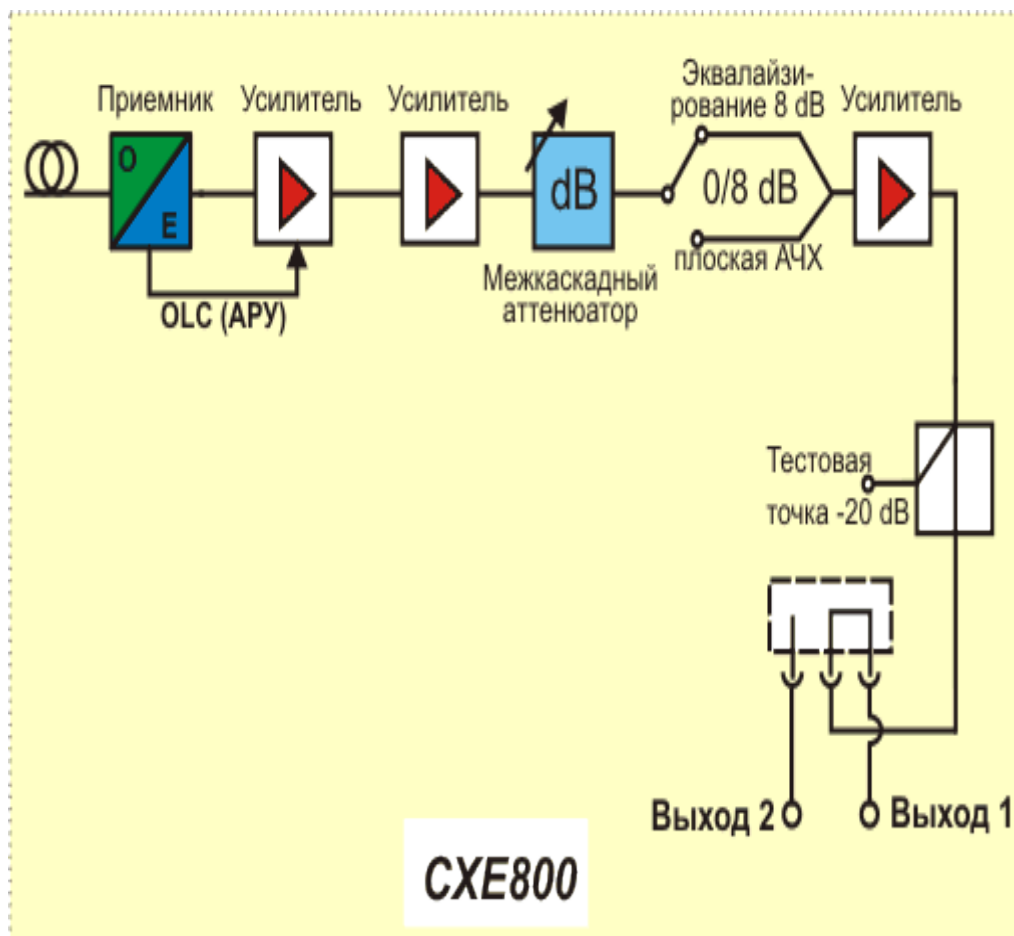 Эквалайзи-
рование 8 dB
Приемник
Усилитель
Усилитель
Усилитель
O
E
dB
0/8 dB
плоская АЧХ
Межкаскадный
аттенюатор
OLC (АРУ)
Тестовая
точка -20 dB
Выход 2
Выход 1
CXE800